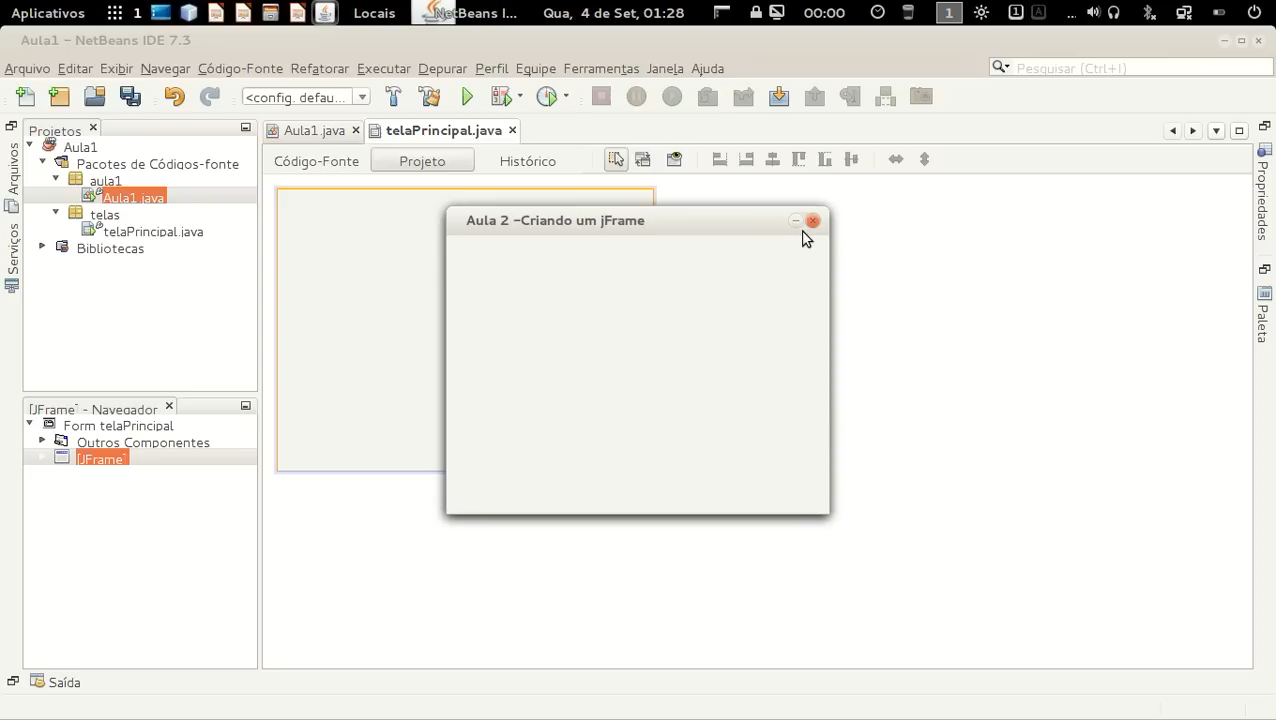 Aplicativos
1
Locais
NetBeans I...
Qua, 4 de Set, 01:28
00:00
1
1
A
...
Aula1 - NetBeans IDE 7.3
Arquivo Editar Exibir Navegar Código-Fonte Refatorar Executar Depurar Perfil Equipe Ferramentas Janela Ajuda
Pesquisar (Ctrl+I)
<config. defau...
Projetos
Aula1.java
telaPrincipal.java
Código-Fonte
Projeto
Histórico
Arquivos
Serviços
Aula1
Pacotes de Códigos-fonte
aula1
Aula1.java
telas
telaPrincipal.java
Bibliotecas
Aula 2 -Criando um jFrame
[JFrame] - Navegador
Form telaPrincipal
Outros Componentes
[JFrame]
Propriedades
Paleta
Saída